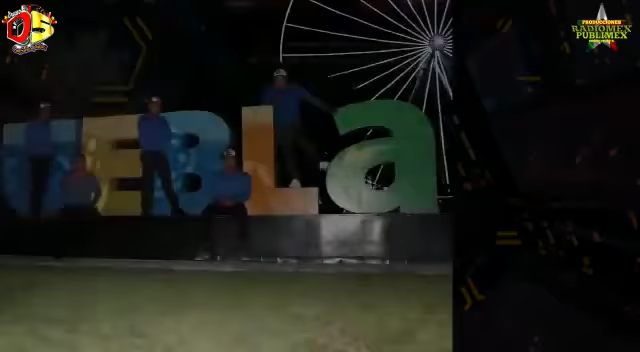 05
PRODUCCIONES
RADIOMEX
PUBLIMEX
EBLa